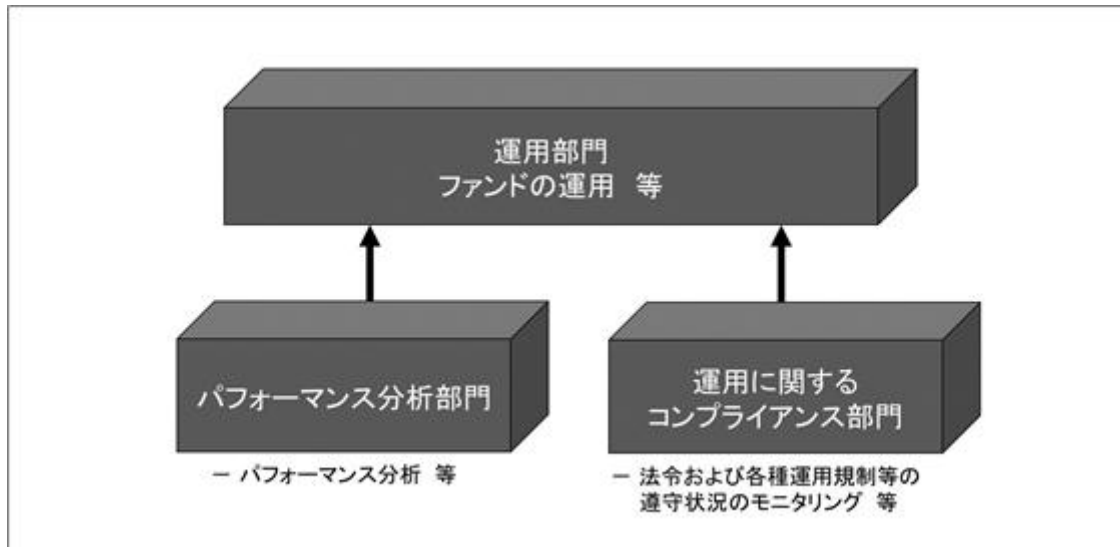 運用部門
ファンドの運用 等
パフォーマンス分析部門
－ パフォーマンス分析 等
運用に関する
コンプライアンス部門
－ 法令および各種運用規制等の
遵守状況のモニタリング 等